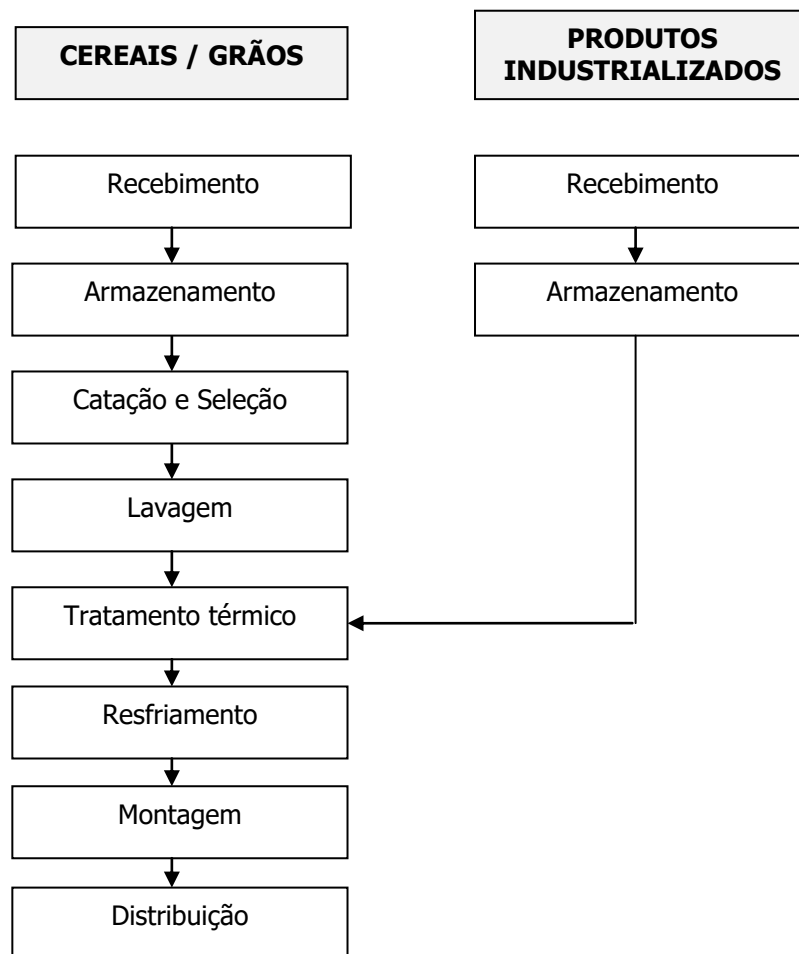 CEREAIS / GRÃOS
Recebimento
Armazenamento
Catação e Seleção
Lavagem
Tratamento térmico
Resfriamento
Montagem
Distribuição
PRODUTOS
INDUSTRIALIZADOS
Recebimento
Armazenamento